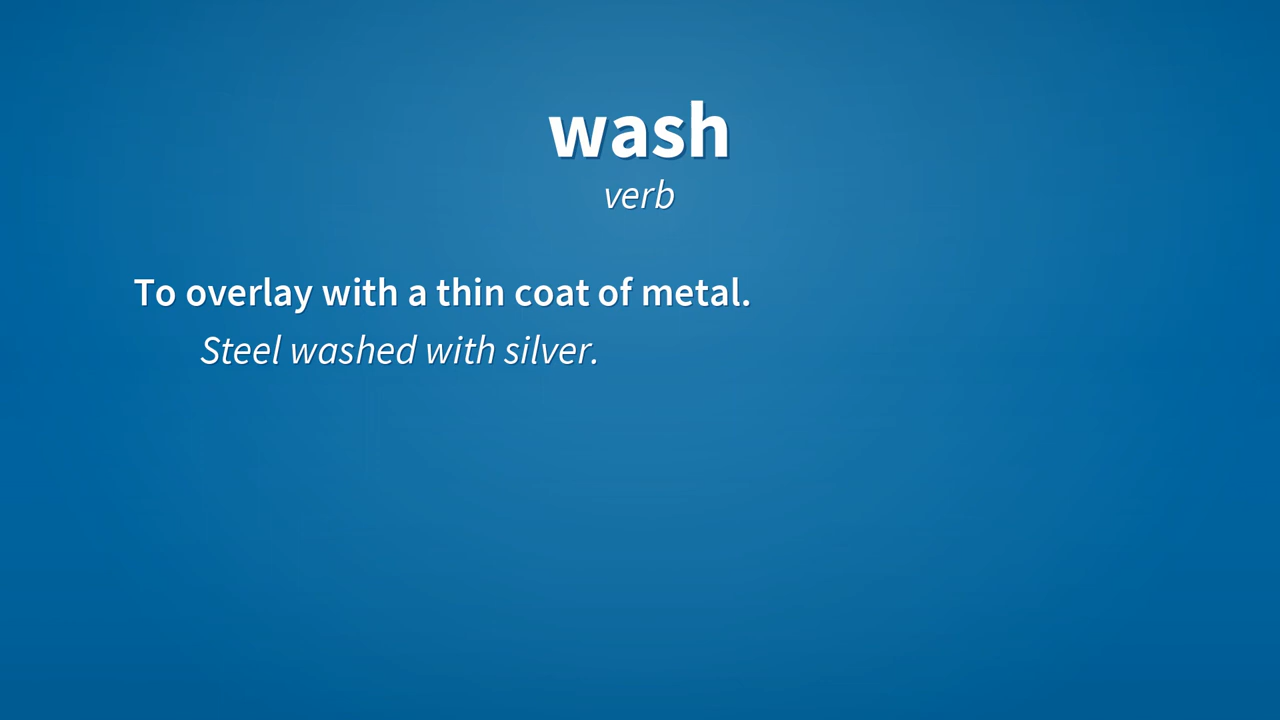 wash
verb
To overlay with a thin coat of metal.
Steel washed with silver.